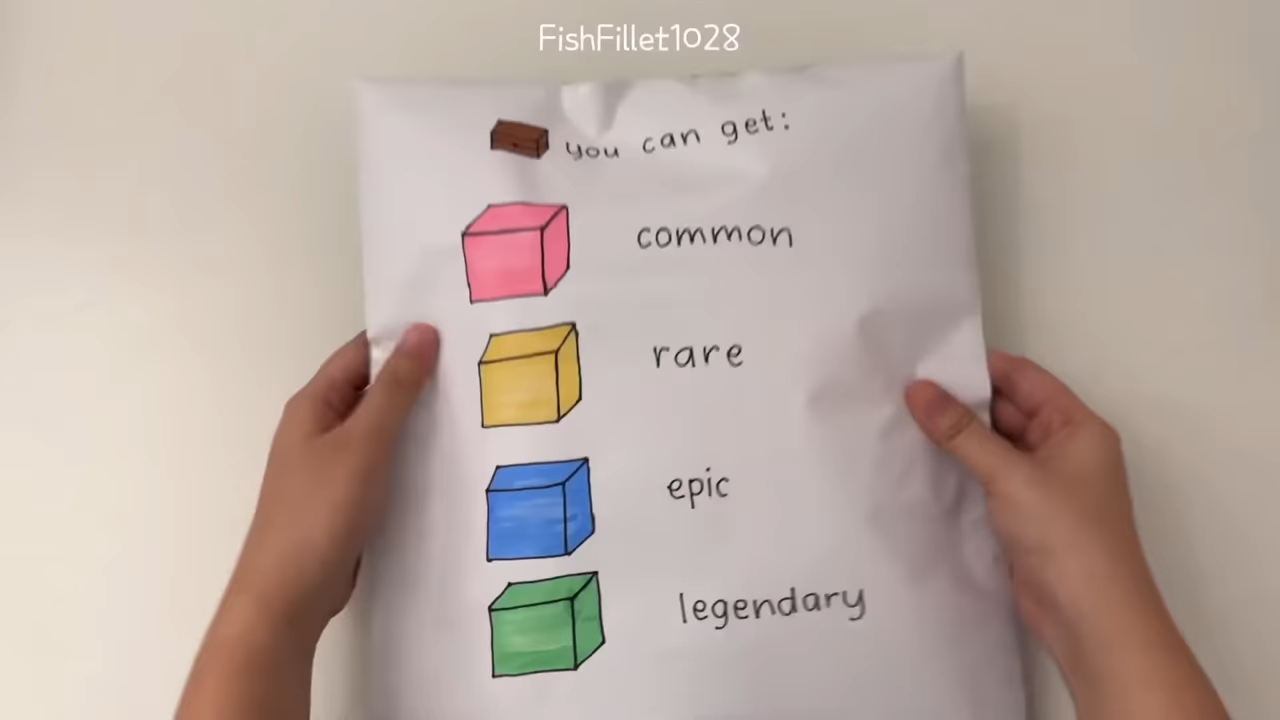 FishFillet1028
you can get:
common
rare
epic
legendary